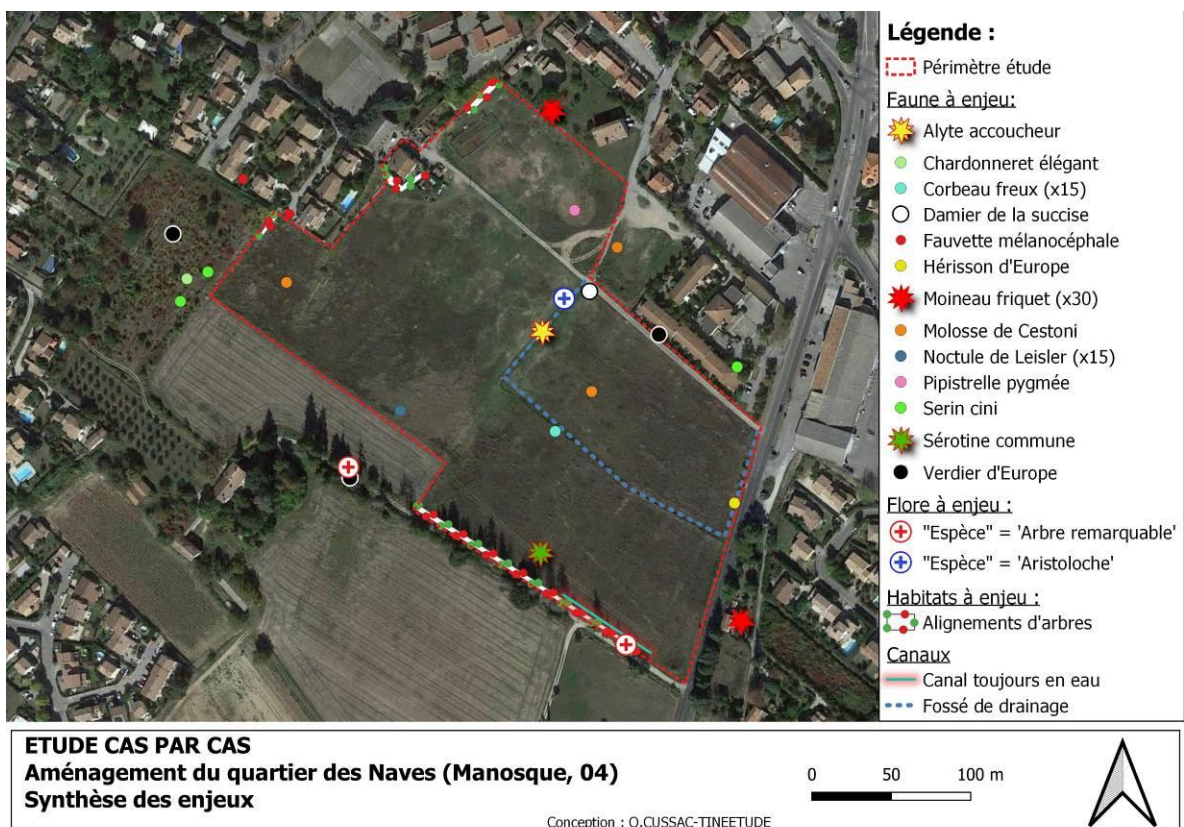 Légende :
Périmètre étude
Faune à enjeu:
Alyte accoucheur
Chardonneret élégant
Corbeau freux (x15)
Damier de la succise
Fauvette mélanocéphale
Hérisson d'Europe
Moineau friquet (x30)
Molosse de Cestoni
Noctule de Leisler (x15)
Pipistrelle pygmée
Serin cini
Sérotine commune
Verdier d'Europe
Flore à enjeu :
"Espèce" = 'Arbre remarquable'
"Espèce" = 'Aristoloche'
Habitats à enjeu :
Alignements d'arbres
Canaux
Canal toujours en eau
Fossé de drainage
ETUDE CAS PAR CAS
Aménagement du quartier des Naves (Manosque, 04)
Synthèse des enjeux
0 50 100 m
Conception : O.CUSSAC-TINEETUDE